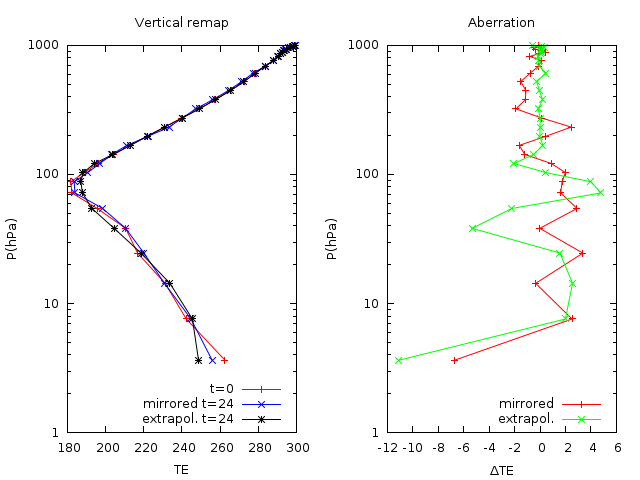 Vertical remap
1000
100
10
1
P(hPa)
t=0
mirrored t=24
extrapol. t=24
180 200 220 240 260 280 300
TE
Aberration
1000
100
10
1
P(hPa)
mirrored
extrapol.
-12 -10 -8 -6 -4 -2 0 2 4 6
ΔTE